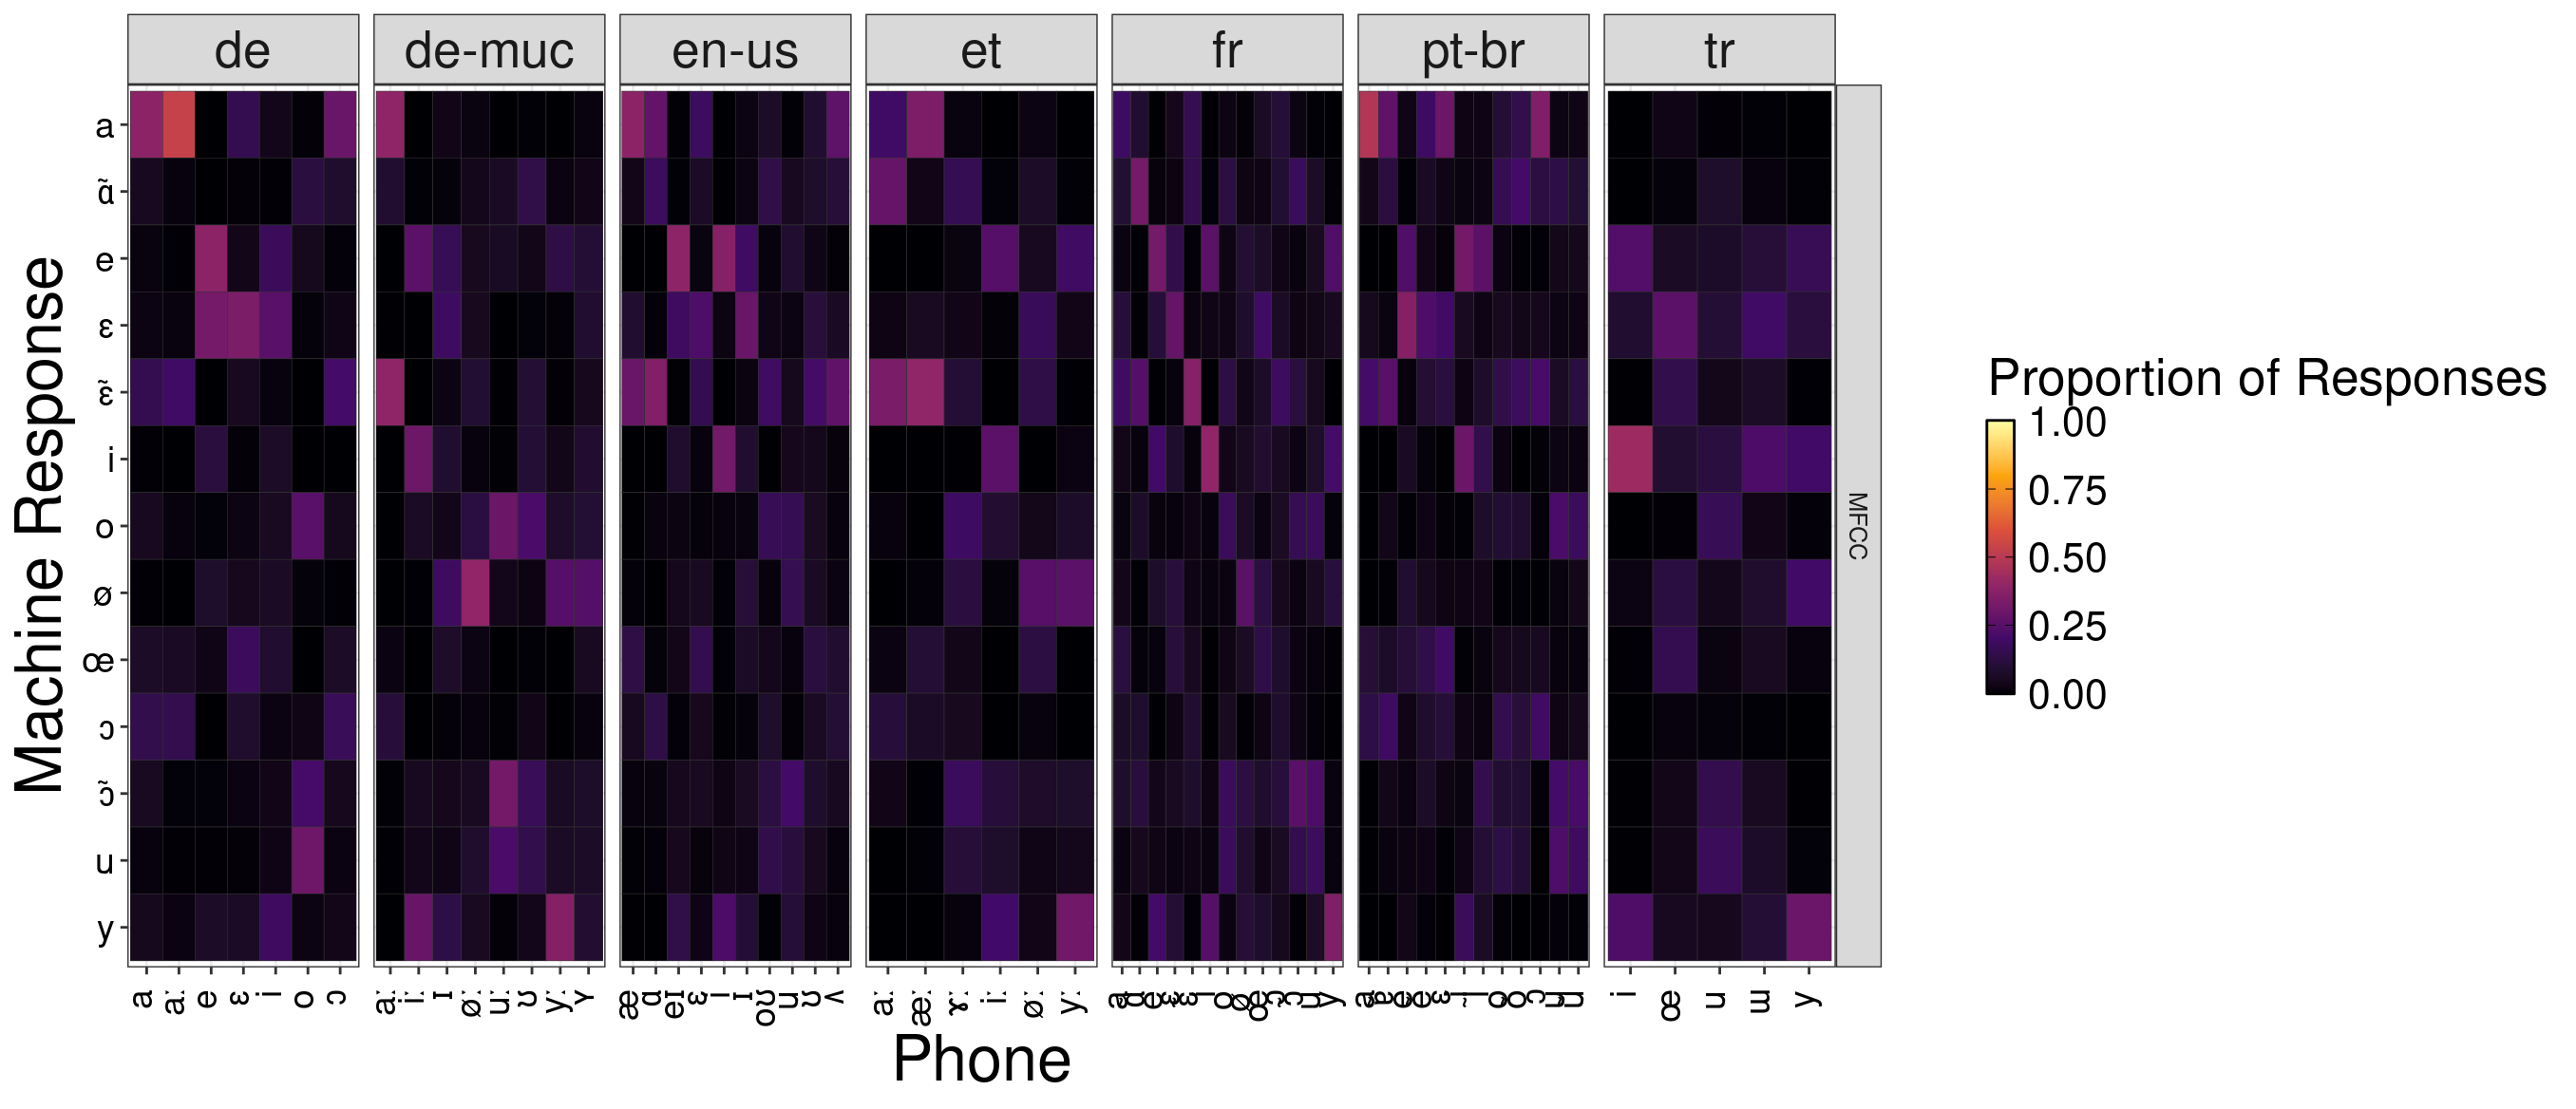 de de-muc en-us et fr pt-br tr
Machine Response
a
ɑ̃
e
ɛ
ɛ̃
i
o
ø
œ
ɔ
ɔ̃
u
y
MFCC
a aː e ɛ i o ɔ
aː iː ɪ øː uː ʊ yː ʏ
æ ɑ eɪ ɛ i ɪ oʊ u ʊ ʌ
aː æː ɤː iː øː yː
i œ u ɯ y
Phone
Proportion of Responses
1.00
0.75
0.50
0.25
0.00